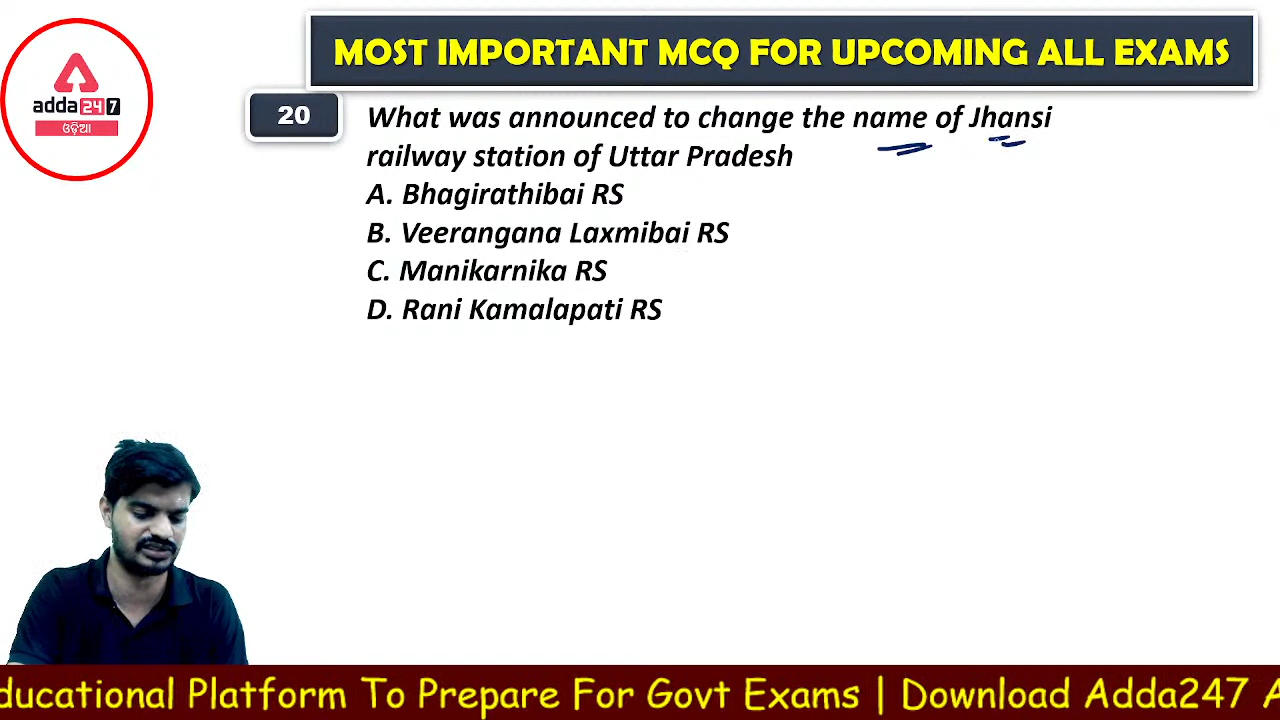 MOST IMPORTANT MCQ FOR UPCOMING ALL EXAMS
adda247
ଓଡ଼ିଆ
20
What was announced to change the name of Jhansi
railway station of Uttar Pradesh
A. Bhagirathibai RS
B. Veerangana Laxmibai RS
C. Manikarnika RS
D. Rani Kamalapati RS
ducational Platform To Prepare For Govt Exams | Download Adda247 A